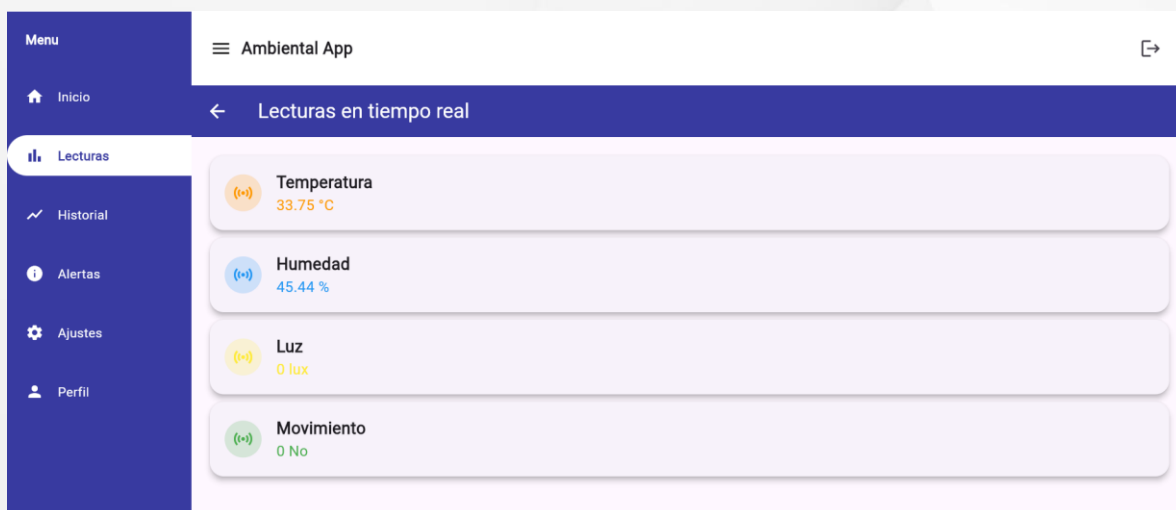 Menu
Inicio
Lecturas
Historial
Alertas
Ajustes
Perfil
Ambiental App
Lecturas en tiempo real
Temperatura
33.75 °C
Humedad
45.44 %
Luz
0 lux
Movimiento
0 No